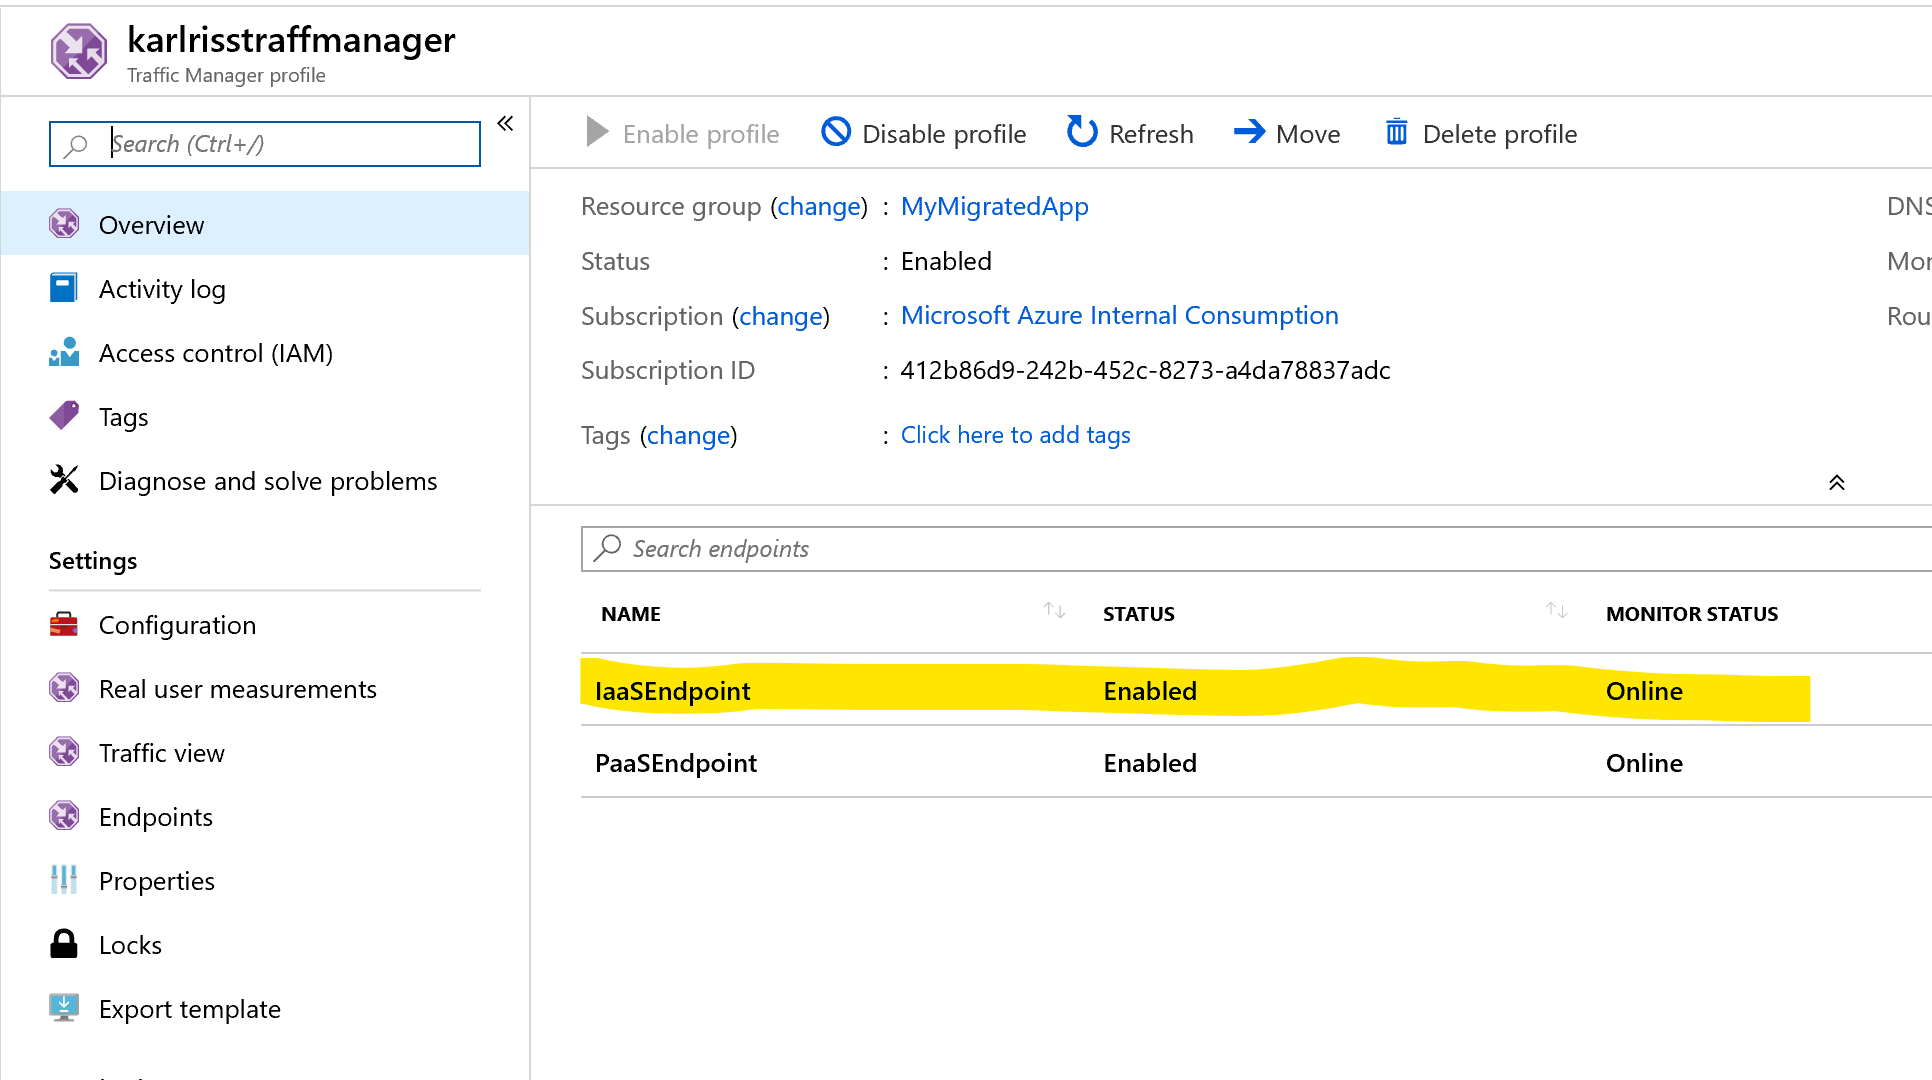 karlrisstraffmanager
Traffic Manager profile
Search (Ctrl+/)
Overview
Activity log
Access control (IAM)
Tags
Diagnose and solve problems
Settings
Configuration
Real user measurements
Traffic view
Endpoints
Properties
Locks
Export template
Enable profile Disable profile Refresh Move Delete profile
Resource group (change) : MyMigratedApp
Status : Enabled
Subscription (change) : Microsoft Azure Internal Consumption
Subscription ID : 412b86d9-242b-452c-8273-a4da78837adc
Tags (change) : Click here to add tags
DNS
Mor
Rou
Search endpoints
NAME STATUS MONITOR STATUS
IaaSEndpoint Enabled Online
PaaSEndpoint Enabled Online